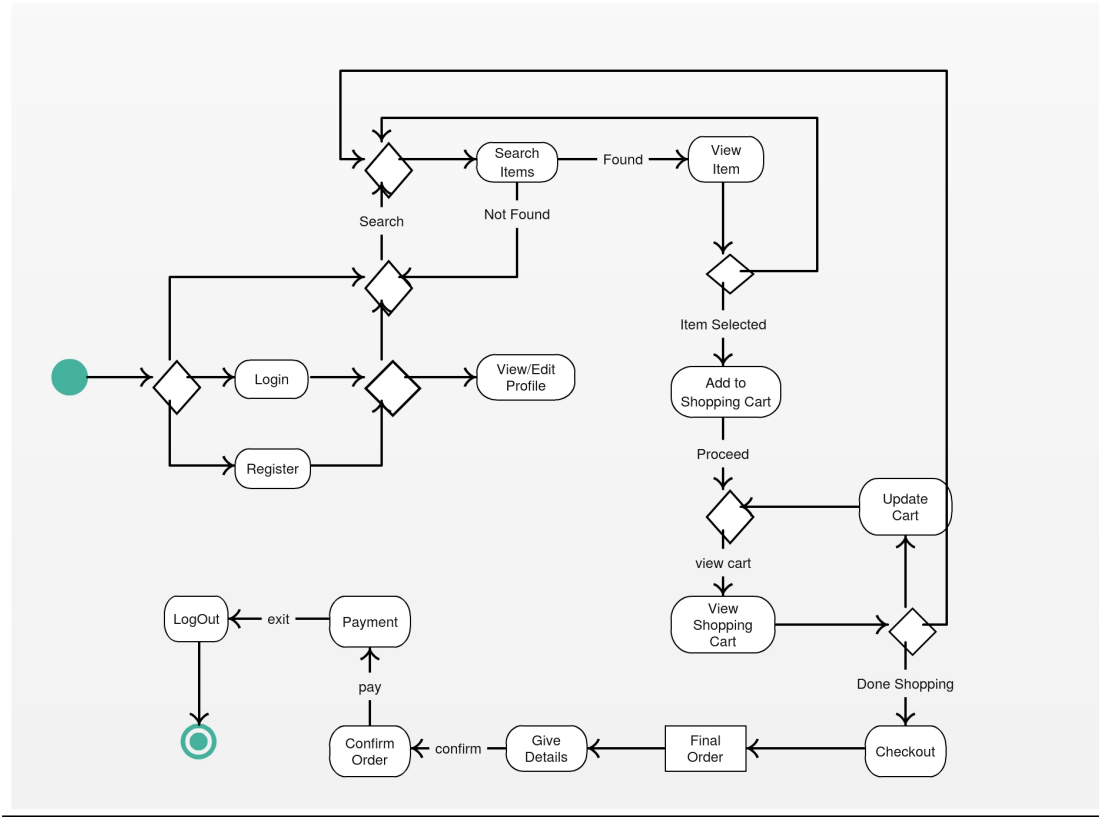 Search
Items
Found
View
Item
Search
Not Found
Item Selected
Login
View/Edit
Profile
Add to
Shopping Cart
Register
Proceed
Update
Cart
view cart
LogOut
exit
Payment
View
Shopping
Cart
pay
Done Shopping
Confirm
Order
confirm
Give
Details
Final
Order
Checkout